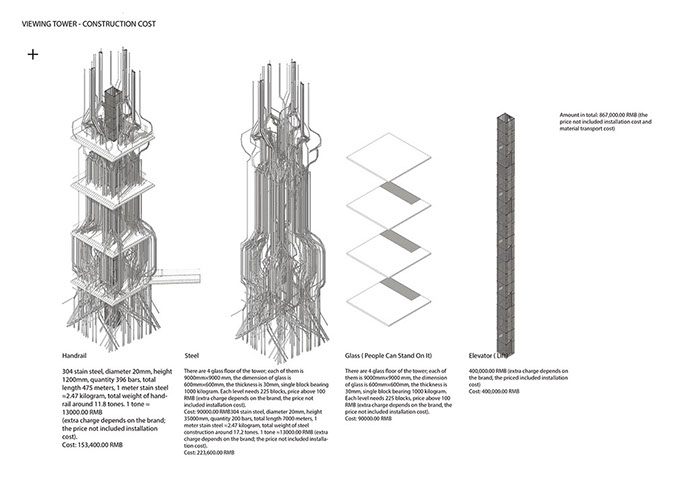 VIEWING TOWER - CONSTRUCTION COST
Amount in total: 867,000.00 RMB (the
price not included installation cost and
material transport cost)
Handrail
304 stain steel, diameter 20mm, height
1200mm, quantity 396 bars, total
length 475 meters, 1 meter stain steel
≈2.47 kilogram, total weight of hand-
rail around 11.8 tones. 1 tone ≈
13000.00 RMB
(extra charge depends on the brand;
the price not included installation
cost).
Cost: 153,400.00 RMB
Steel
There are 4 glass floor of the tower; each of them is
9000mm×9000 mm, the dimension of glass is
600mm×600mm, the thickness is 30mm, single block bearing
1000 kilogram. Each level needs 225 blocks, price above 100
RMB (extra charge depends on the brand, the price not
included installation cost).
Cost: 90000.00 RMB304 stain steel, diameter 20mm, height
35000mm, quantity 200 bars, total length 7000 meters, 1
meter stain steel ≈2.47 kilogram, total weight of steel
construction around 17.2 tones. 1 tone ≈13000.00 RMB (extra
charge depends on the brand; the price not included installa-
tion cost).
Cost: 223,600.00 RMB
Glass ( People Can Stand On It)
There are 4 glass floor of the tower; each of
them is 9000mm×9000 mm, the dimension
of glass is 600mm×600mm, the thickness is
30mm, single block bearing 1000 kilogram.
Each level needs 225 blocks, price above 100
RMB (extra charge depends on the brand, the
price not included installation cost).
Cost: 90000.00 RMB
Elevator ( Lift)
400,000.00 RMB (extra charge depends on
the brand, the priced included installation
cost)
Cost: 400,000.00 RMB